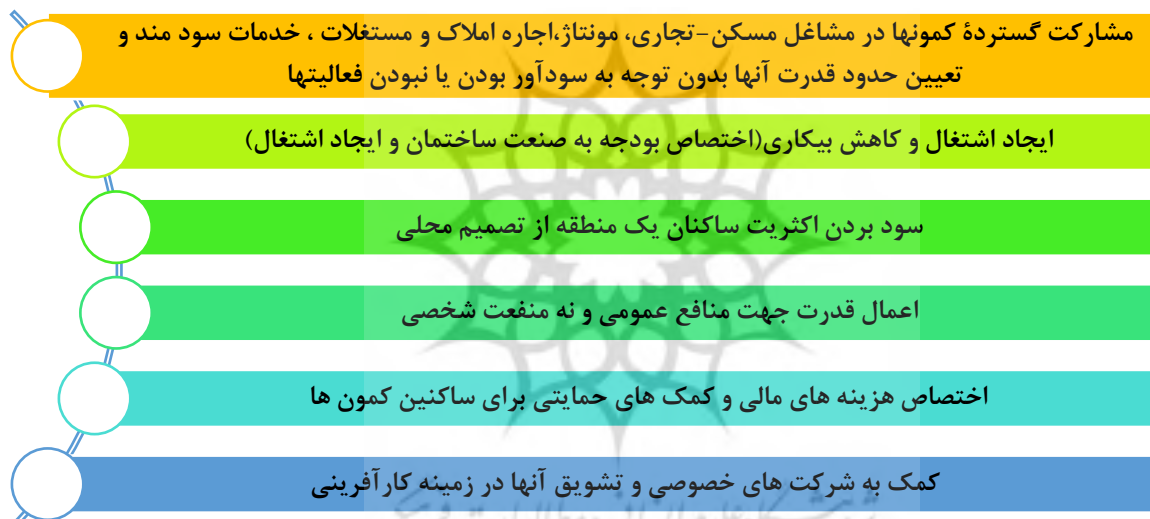 مشارکت گستردهٔ کمونها در مشاغل مسکن-تجاری، مونتاژ،اجاره املاک و مستغلات ، خدمات سود مند و
تعیین حدود قدرت آنها بدون توجه به سودآور بودن یا نبودن فعالیتها
ایجاد اشتغال و کاهش بیکاری(اختصاص بودجه به صنعت ساختمان و ایجاد اشتغال)
سود بردن اکثریت ساکنان یک منطقه از تصمیم محلی
اعمال قدرت جهت منافع عمومی و نه منفعت شخصی
اختصاص هزینه های مالی و کمک های حمایتی برای ساکنین کمون ها
کمک به شرکت های خصوصی و تشویق آنها در زمینه کارآفرینی